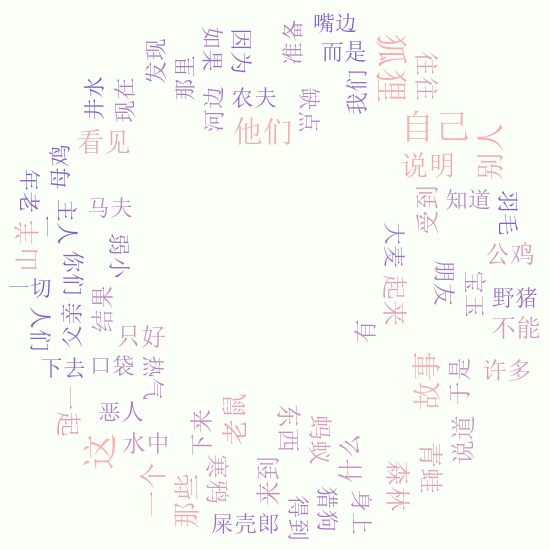 嘴边
准备
而是
因为
如果
狐狸
往往
发现
那里
我们
井水
现在
河边
农夫
缺点
他们
自己
别人
看见
说明
驭母
年老
主人
马夫
受到
知道
羽毛
山羊
一
你们
弱小
大麦
公鸡
朋友
宝玉
野猪
一切
人们
父亲
结果
起来
不能
只好
有
下去
口袋
热气
故事
于是
许多
一起
恶人
这
水中
下来
老鼠
东西
蚂蚁
什么
说道
青蛙
森林
一个
那些
寒鸦
来到
屎壳郎
得到
猎狗
身上